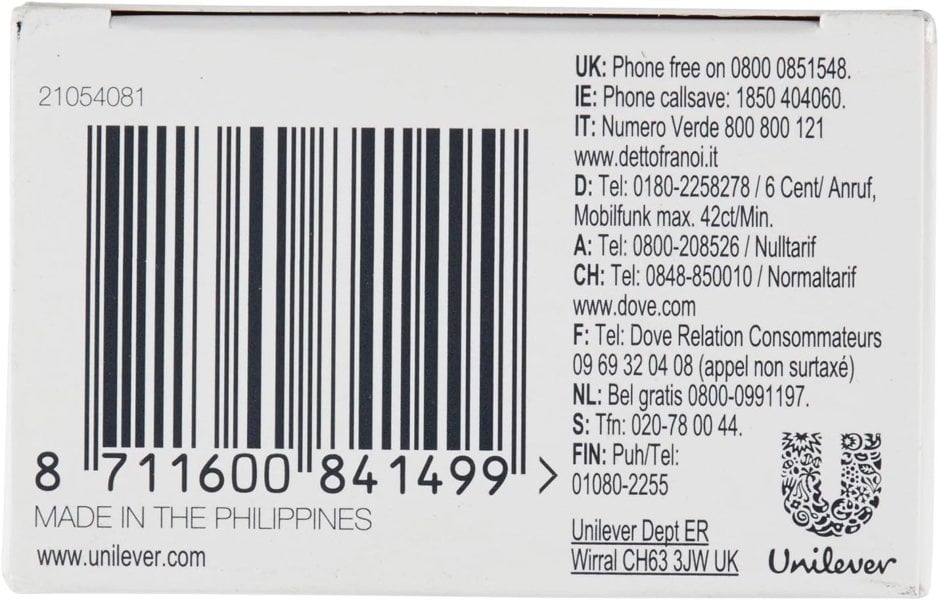 21054081
8 711600 841499 >
MADE IN THE PHILIPPINES
www.unilever.com
UK: Phone free on 0800 0851548.
IE: Phone callsave: 1850 404060.
IT: Numero Verde 800 800 121
www.dettofranoi.it
D: Tel: 0180-2258278 / 6 Cent/ Anruf,
Mobilfunk max. 42ct/Min.
A: Tel: 0800-208526 / Nulltarif
CH: Tel: 0848-850010 / Normaltarif
www.dove.com
F: Tel: Dove Relation Consommateurs
09 69 32 04 08 (appel non surtaxé)
NL: Bel gratis 0800-0991197.
S: Tfn: 020-78 00 44.
FIN: Puh/Tel:
01080-2255
Unilever Dept ER
Wirral CH63 3JW UK
Unilever